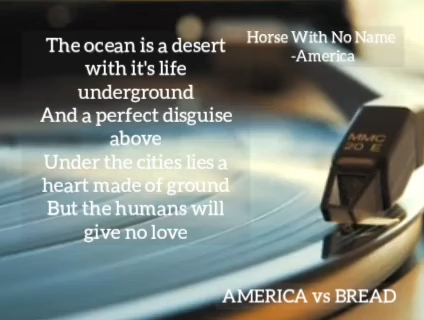 The ocean is a desert
with it's life
underground
And a perfect disguise
above
Under the cities lies a
heart made of ground
But the humans will
give no love
Horse With No Name
-America
MMC
20 E
AMERICA vs BREAD